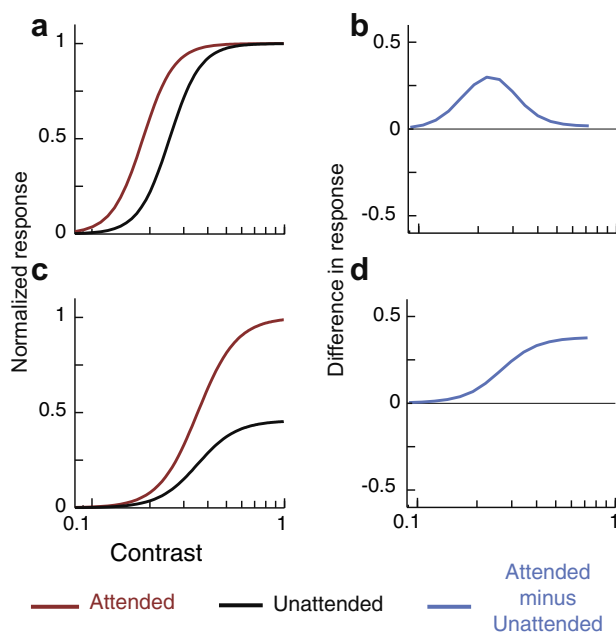 a
1
0.5
0
b
0.5
0
-0.5
c
1
0.5
0
0.1
1
d
0.5
0
-0.5
0.1
1
Normalized response
Difference in response
Contrast
Attended
Unattended
Attended
minus
Unattended